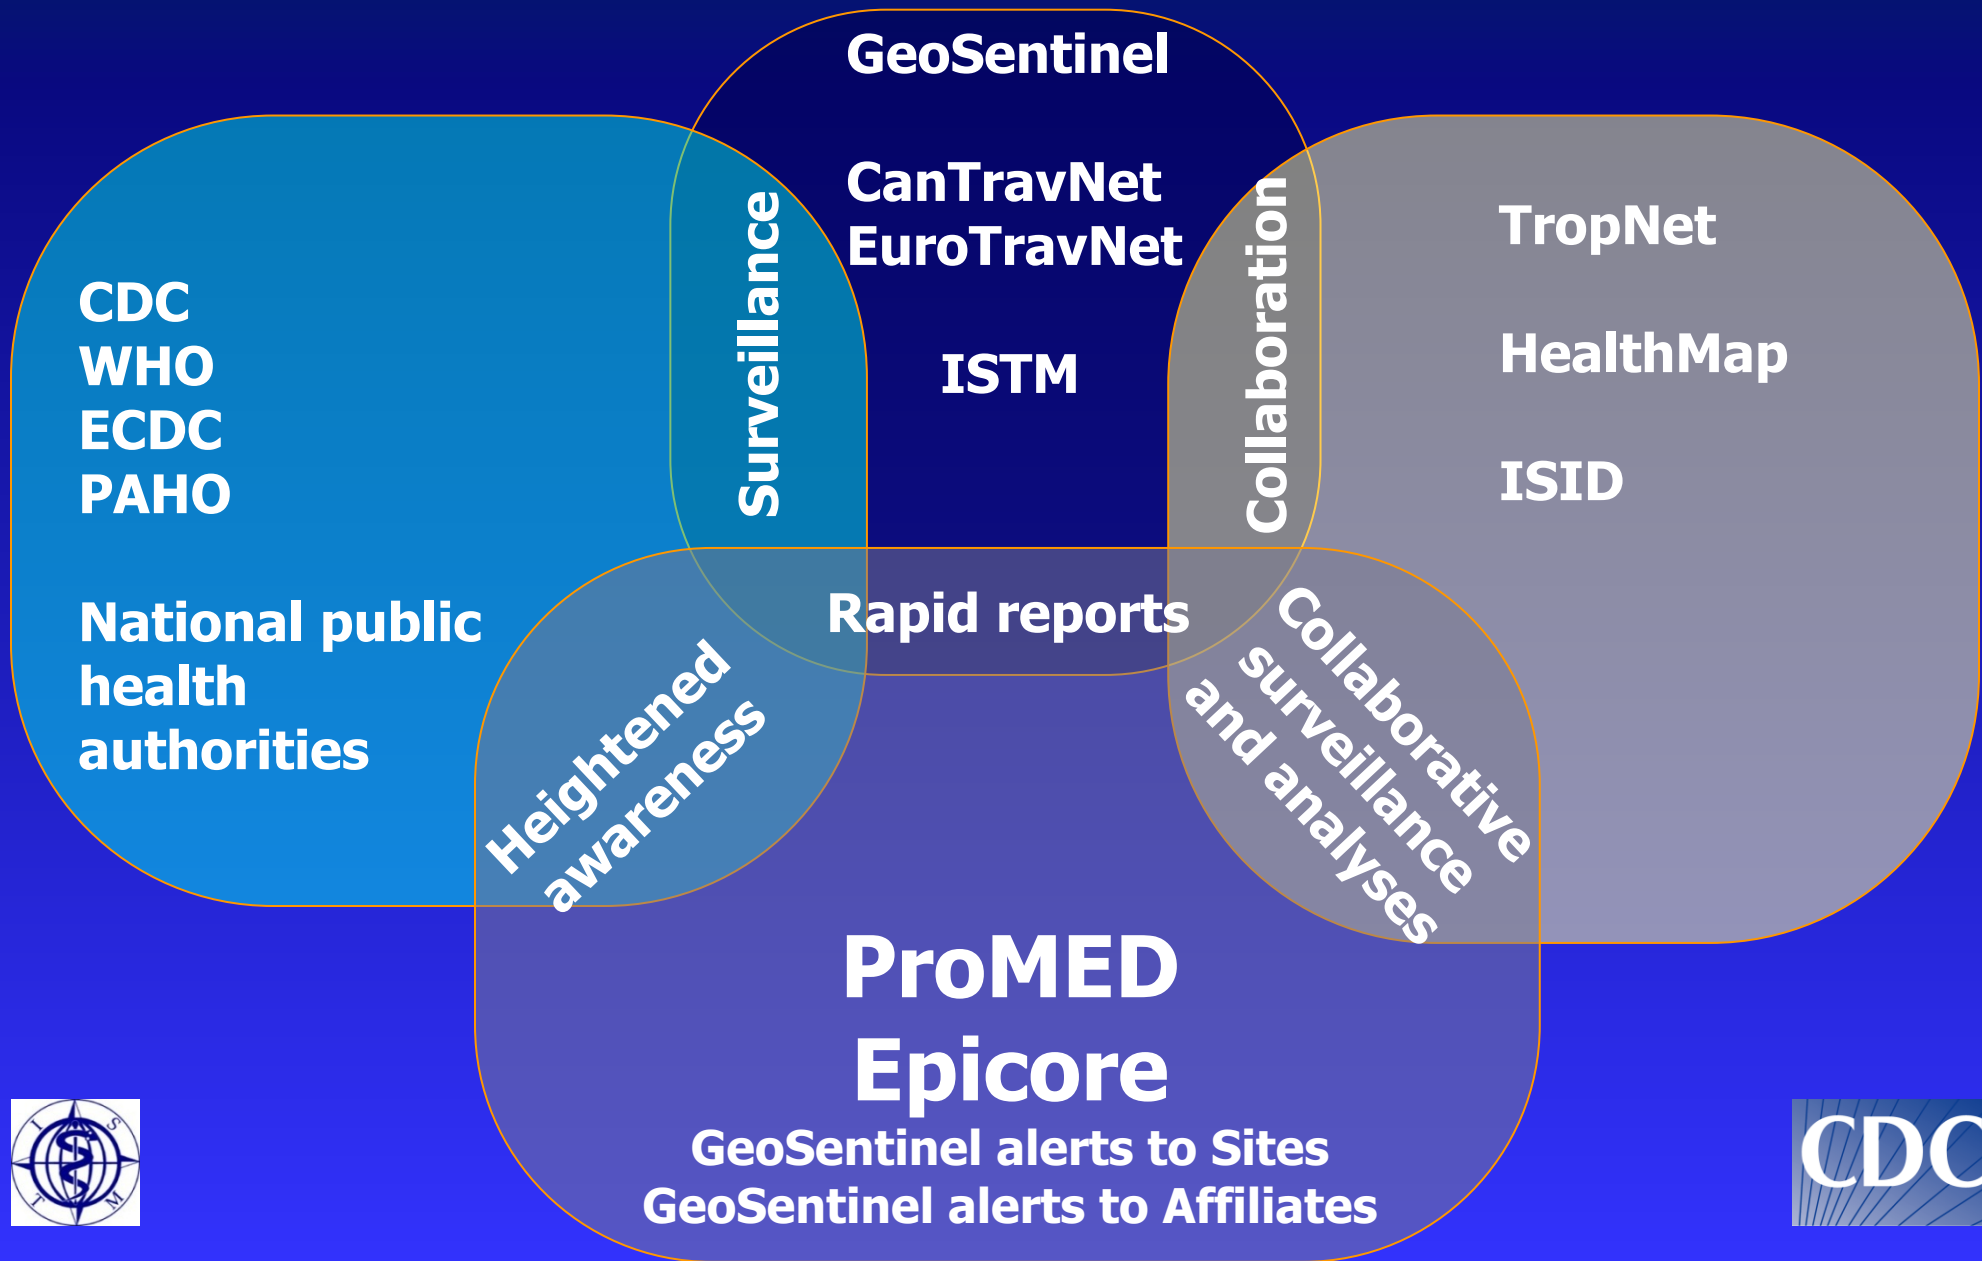 GeoSentinel
CanTravNet
EuroTravNet
ISTM
CDC
WHO
ECDC
PAHO
National public
health
authorities
Surveillance
Collaboration
TropNet
HealthMap
ISID
Rapid reports
Heightened
awareness
Collaborative
surveillance
and analyses
ProMED
Epicore
GeoSentinel alerts to Sites
GeoSentinel alerts to Affiliates
I S
T M
CDC